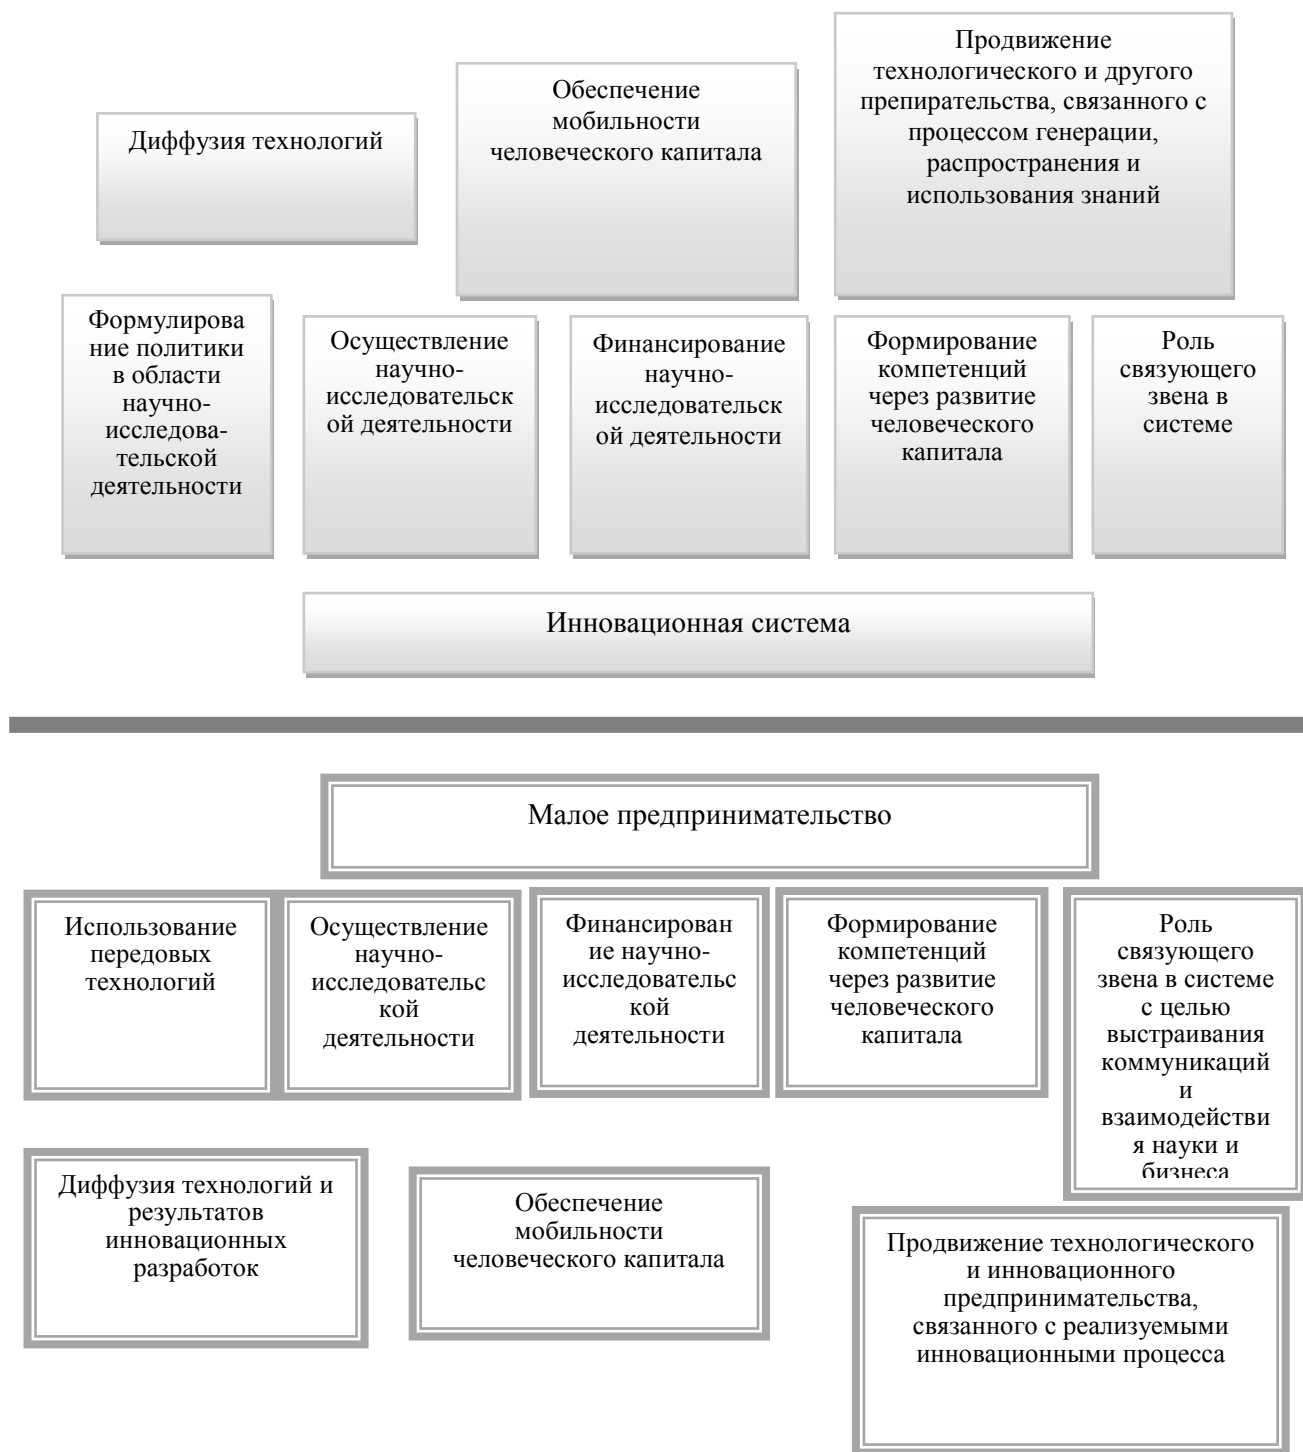 Диффузия технологий
Обеспечение
мобильности
человеческого капитала
Продвижение
технологического и другого
препирательства, связанного с
процессом генерации,
распространения и
использования знаний
Формулирова
ние политики
в области
научно-
исследова-
тельской
деятельности
Осуществление
научно-
исследовательск
ой деятельности
Финансирование
научно-
исследовательск
ой деятельности
Формирование
компетенций
через развитие
человеческого
капитала
Роль
связующего
звена в
системе
Инновационная система
Малое предпринимательство
Использование
передовых
технологий
Осуществление
научно-
исследовательс
кой
деятельности
Финансирован
ие научно-
исследовательс
кой
деятельности
Формирование
компетенций
через развитие
человеческого
капитала
Роль
связующего
звена в системе
с целью
выстраивания
коммуникаций
и
взаимодействи
я науки и
бизнеса
Диффузия технологий и
результатов
инновационных
разработок
Обеспечение
мобильности
человеческого капитала
Продвижение технологического
и инновационного
предпринимательства,
связанного с реализуемыми
инновационными процесса